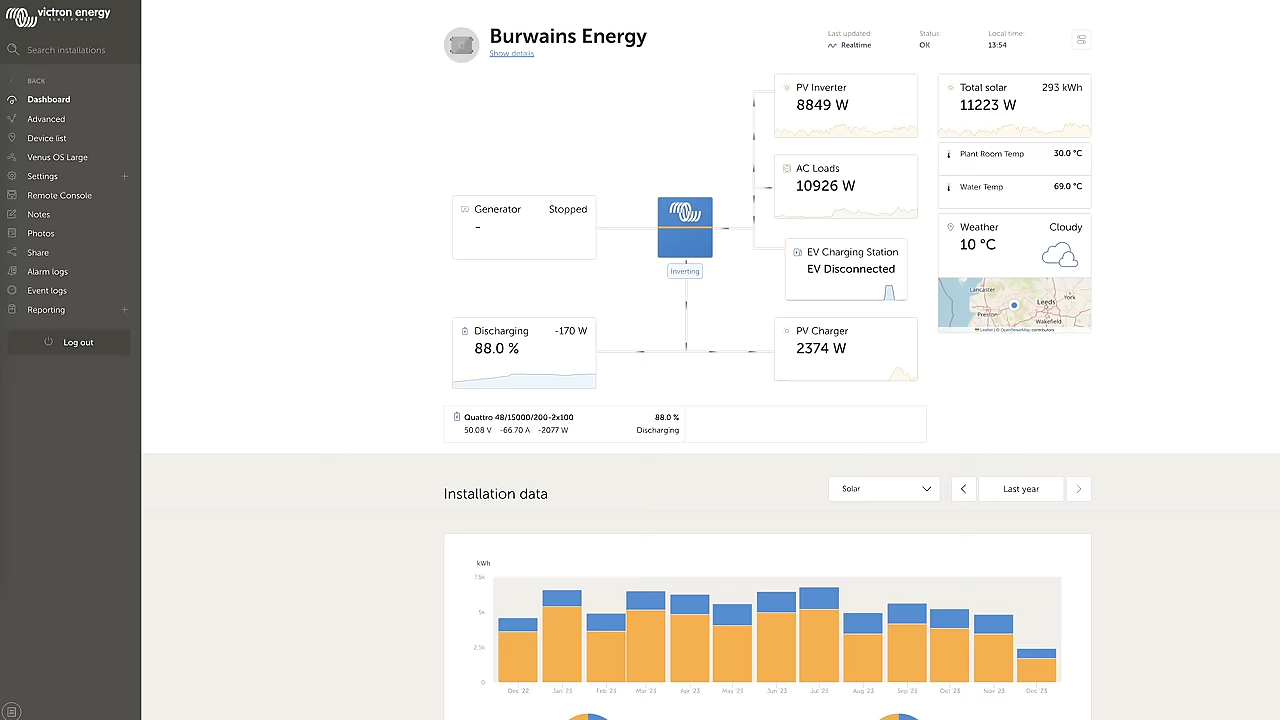 victron energy
BLUE POWER
Search installations
BACK
Dashboard
Advanced
Device list
Venus OS Large
Settings
Remote Console
Notes
Photos
Share
Alarm logs
Event logs
Reporting
Log out
Burwains Energy
Show details
Last updated:
Realtime
Status:
OK
Local time:
13:54
PV Inverter
8849 W
Total solar 293 kWh
11223 W
Plant Room Temp 30.0 °C
AC Loads
10926 W
Water Temp 69.0 °C
Generator Stopped
-
Inverting
EV Charging Station
EV Disconnected
Weather Cloudy
10 °C
Lancaster
York
Leeds
Preston
Wakefield
Leaflet | © OpenStreetMap contributors
Discharging -170 W
88.0 %
PV Charger
2374 W
Quattro 48/15000/200-2x100 88.0 %
50.08 V -66.70 A -2077 W Discharging
Installation data
Solar
Last year
kWh
7.5k
5k
2.5k
0
Dec '22 Jan '23 Feb '23 Mar '23 Apr '23 May '23 Jun '23 Jul '23 Aug '23 Sep '23 Oct '23 Nov '23 Dec '23